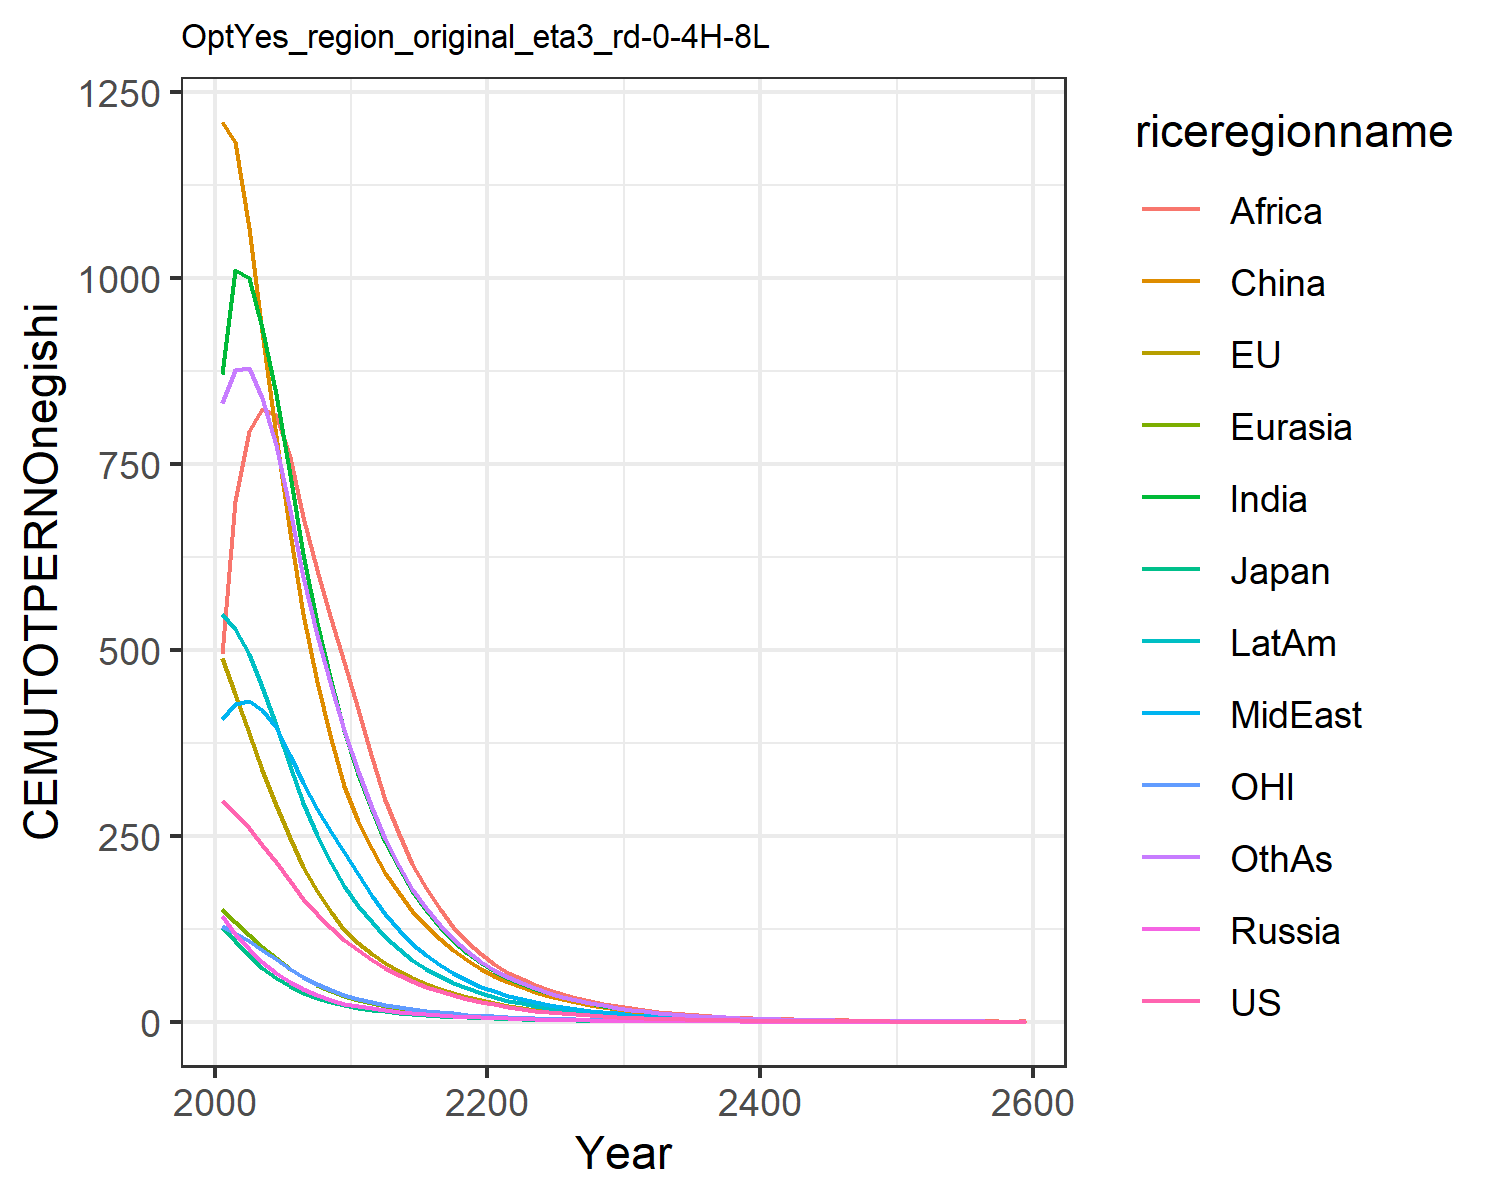 OptYes_region_original_eta3_rd-0-4H-8L
CEMUTOTPERNOnegishi
1250
1000
750
500
250
0
2000 2200 2400 2600
Year
riceregionname
Africa
China
EU
Eurasia
India
Japan
LatAm
MidEast
OHI
OthAs
Russia
US